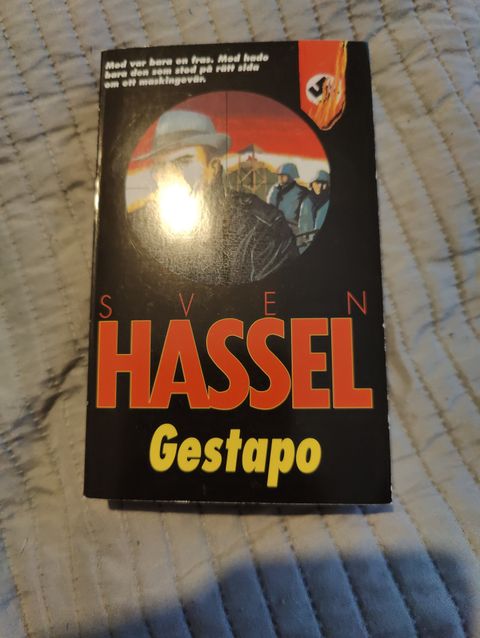 Mod var bara en fras. Mod hade
bara den som stod på rätt sida
om ett maskingevär.
SVEN
HASSEL
Gestapo